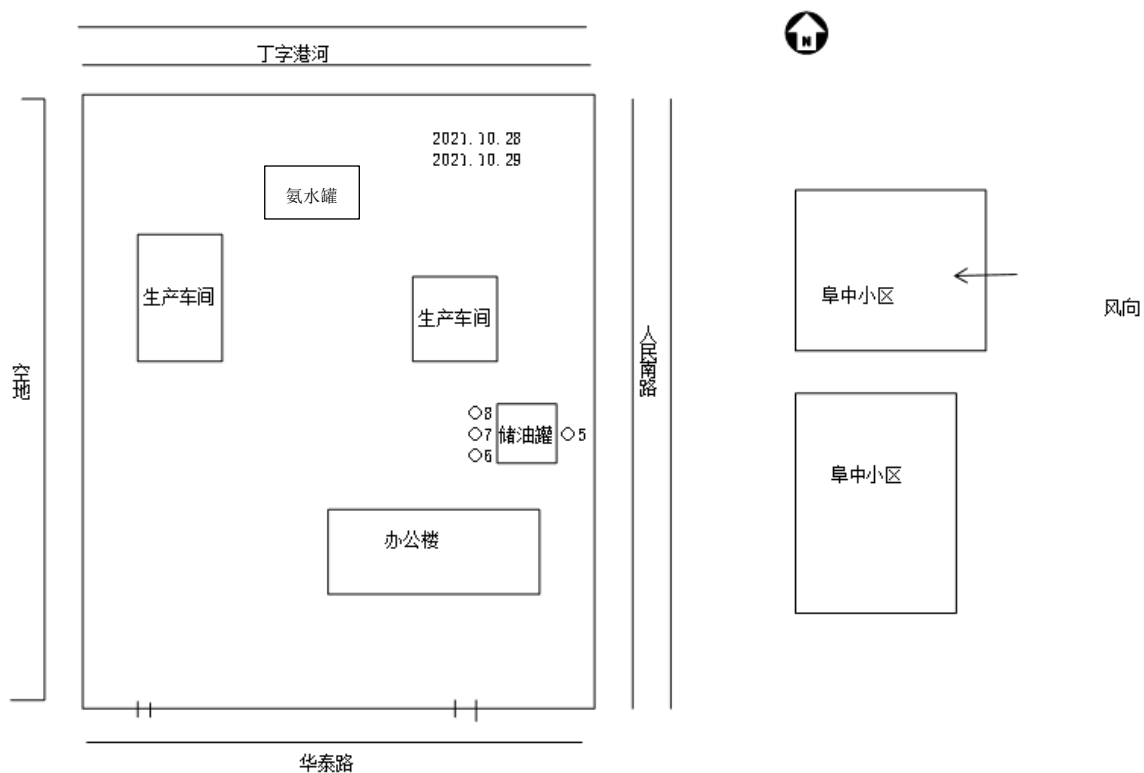 丁字港河
N
2021.10.28
2021.10.29
氨水罐
生产车间
阜中小区
风向
生产车间
人民南路
空地
8
7
储油罐
5
6
阜中小区
办公楼
华泰路